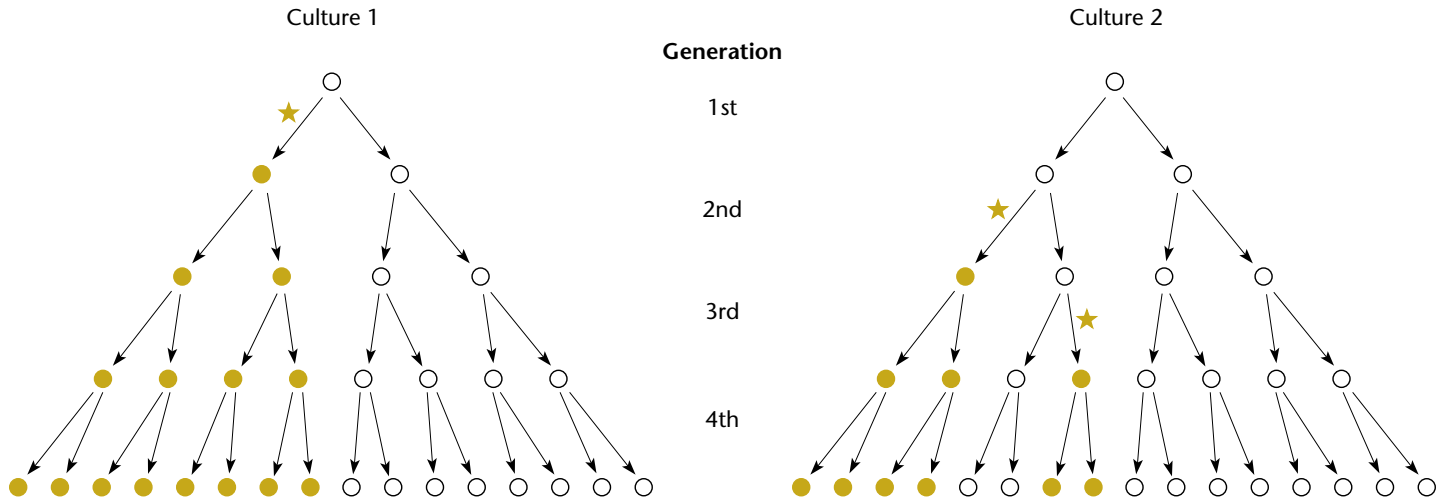 Culture 1
Culture 2
Generation
1st
2nd
3rd
4th